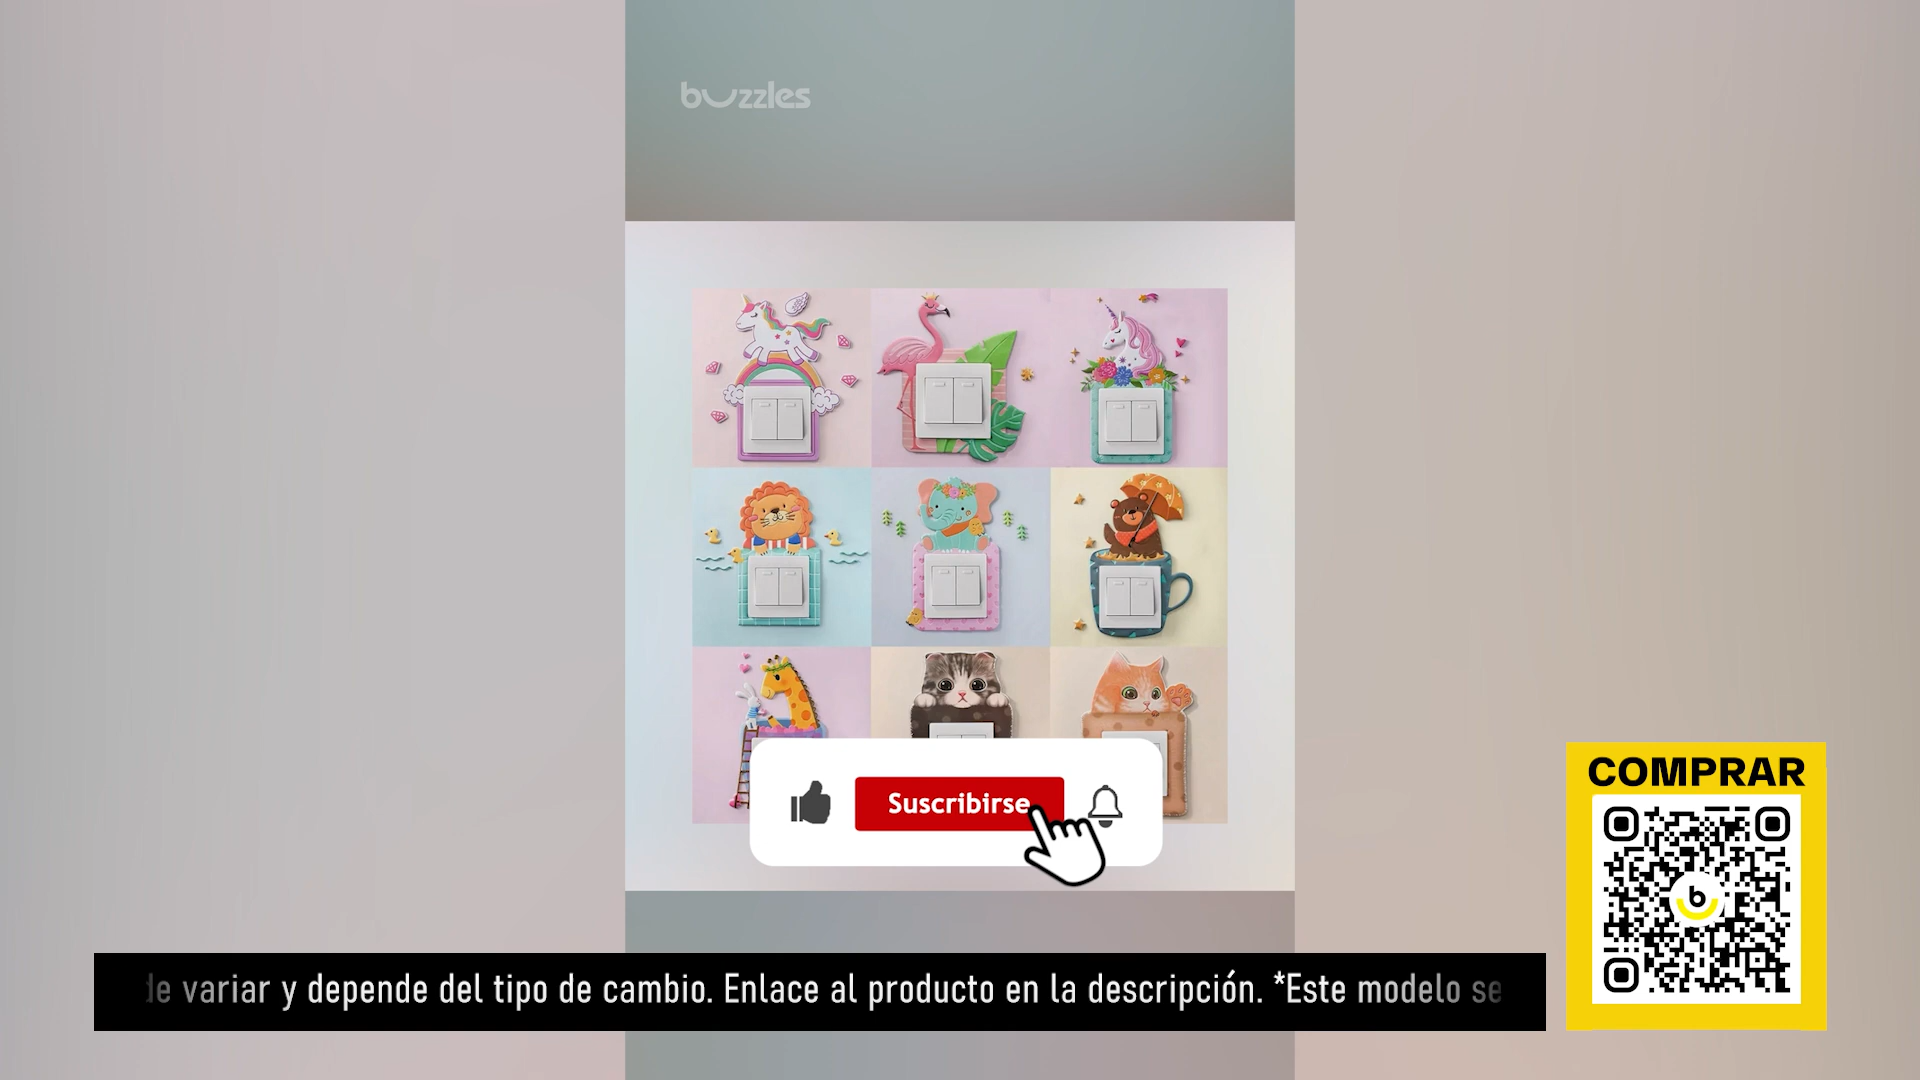 buzzles
Suscribirse
COMPRAR
b
de variar y depende del tipo de cambio. Enlace al producto en la descripción. *Este modelo se